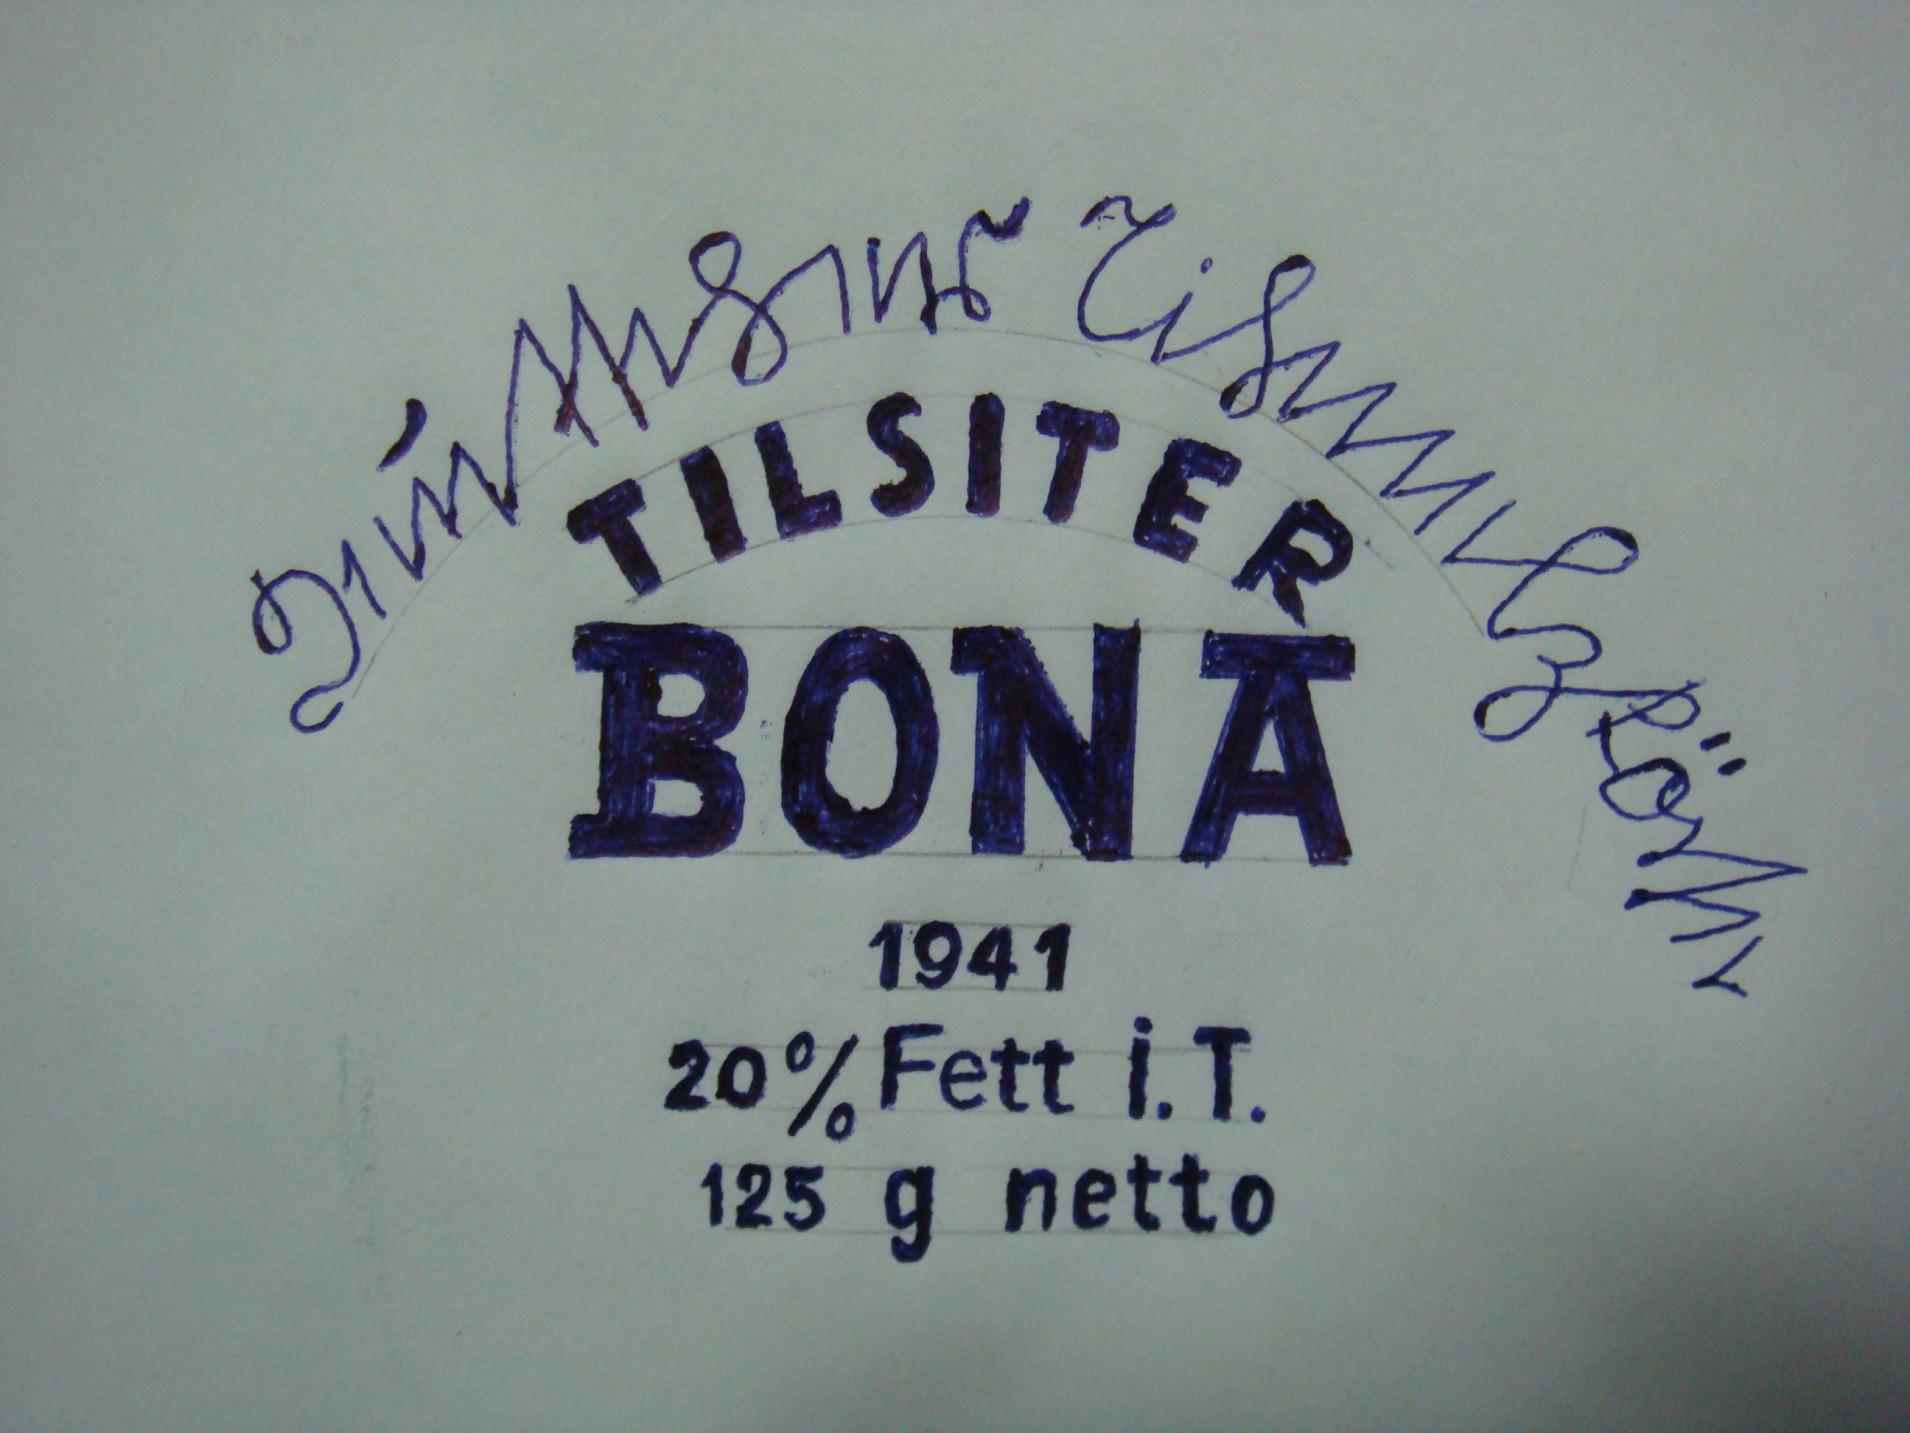 TILSITER
BONA
1941
20% Fett i.T.
125 g netto